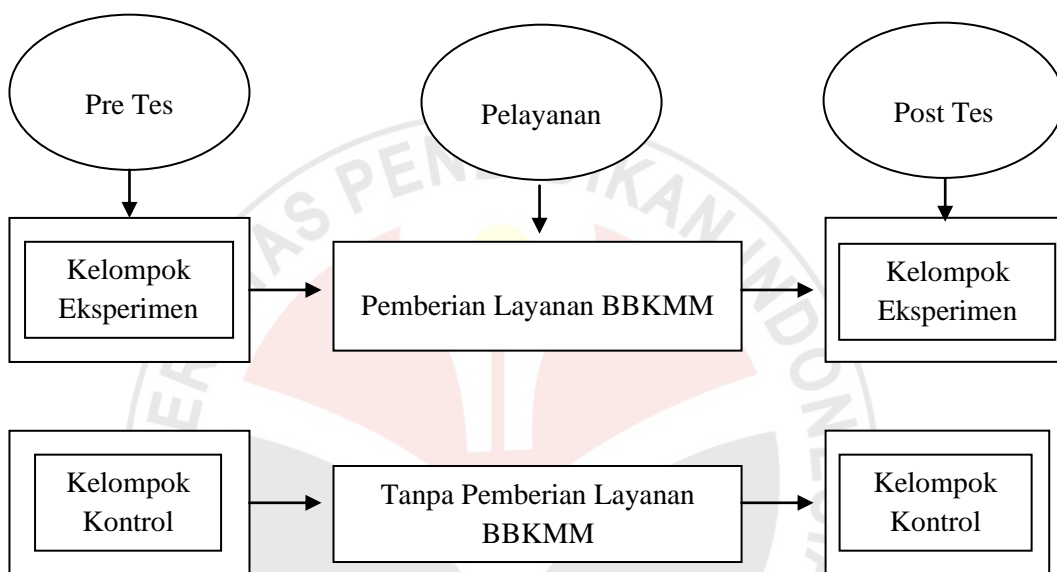 Pre Tes
Pelayanan
Post Tes
Kelompok
Eksperimen
Pemberian Layanan BBKMM
Kelompok
Eksperimen
Kelompok
Kontrol
Tanpa Pemberian Layanan
BBKMM
Kelompok
Kontrol
PENDIDIKAN